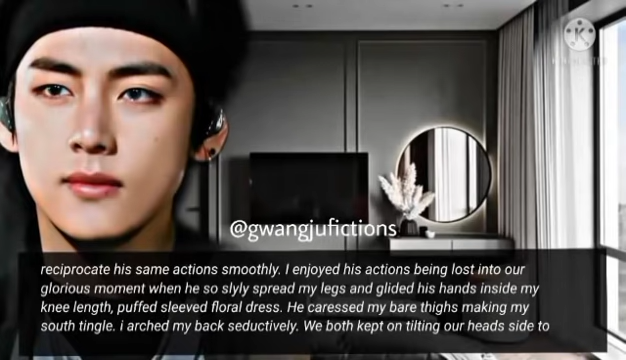 @gwangjufictions
reciprocate his same actions smoothly. I enjoyed his actions being lost into our
glorious moment when he so slyly spread my legs and glided his hands inside my
knee length, puffed sleeved floral dress. He caressed my bare thighs making my
south tingle. i arched my back seductively. We both kept on tilting our heads side to